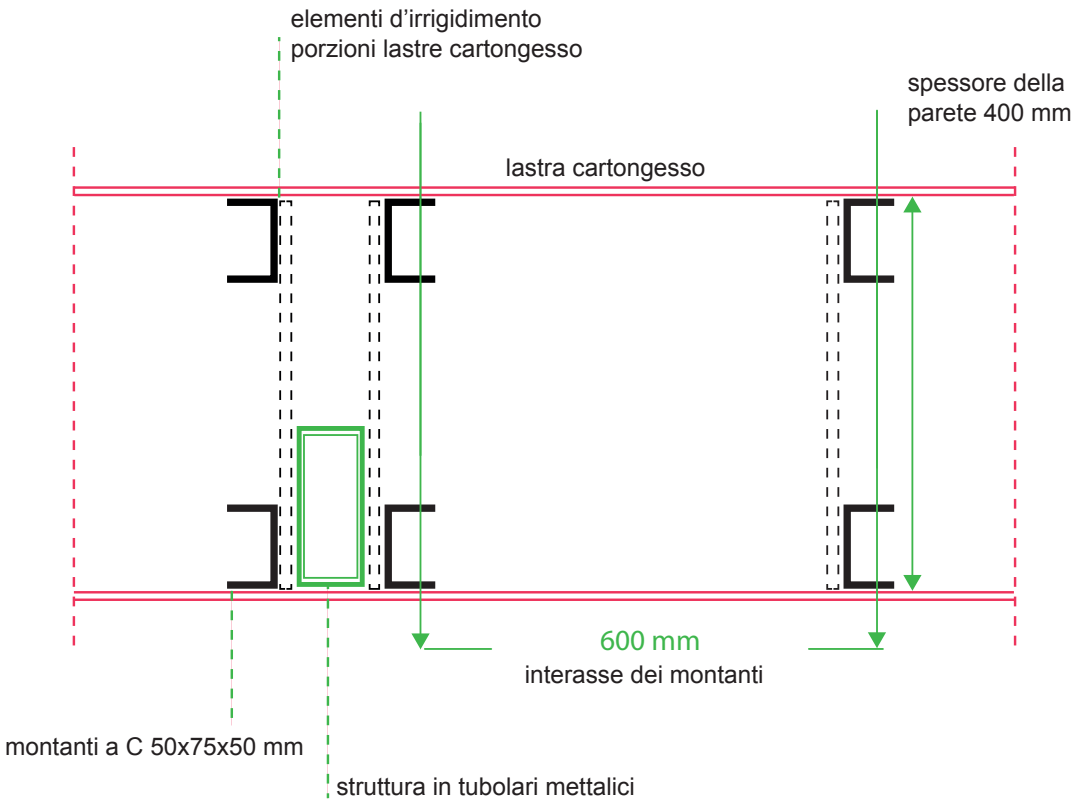 elementi d’irrigidimento
porzioni lastre cartongesso
spessore della
parete 400 mm
lastra cartongesso
600 mm
interasse dei montanti
montanti a C 50x75x50 mm
struttura in tubolari mettalici